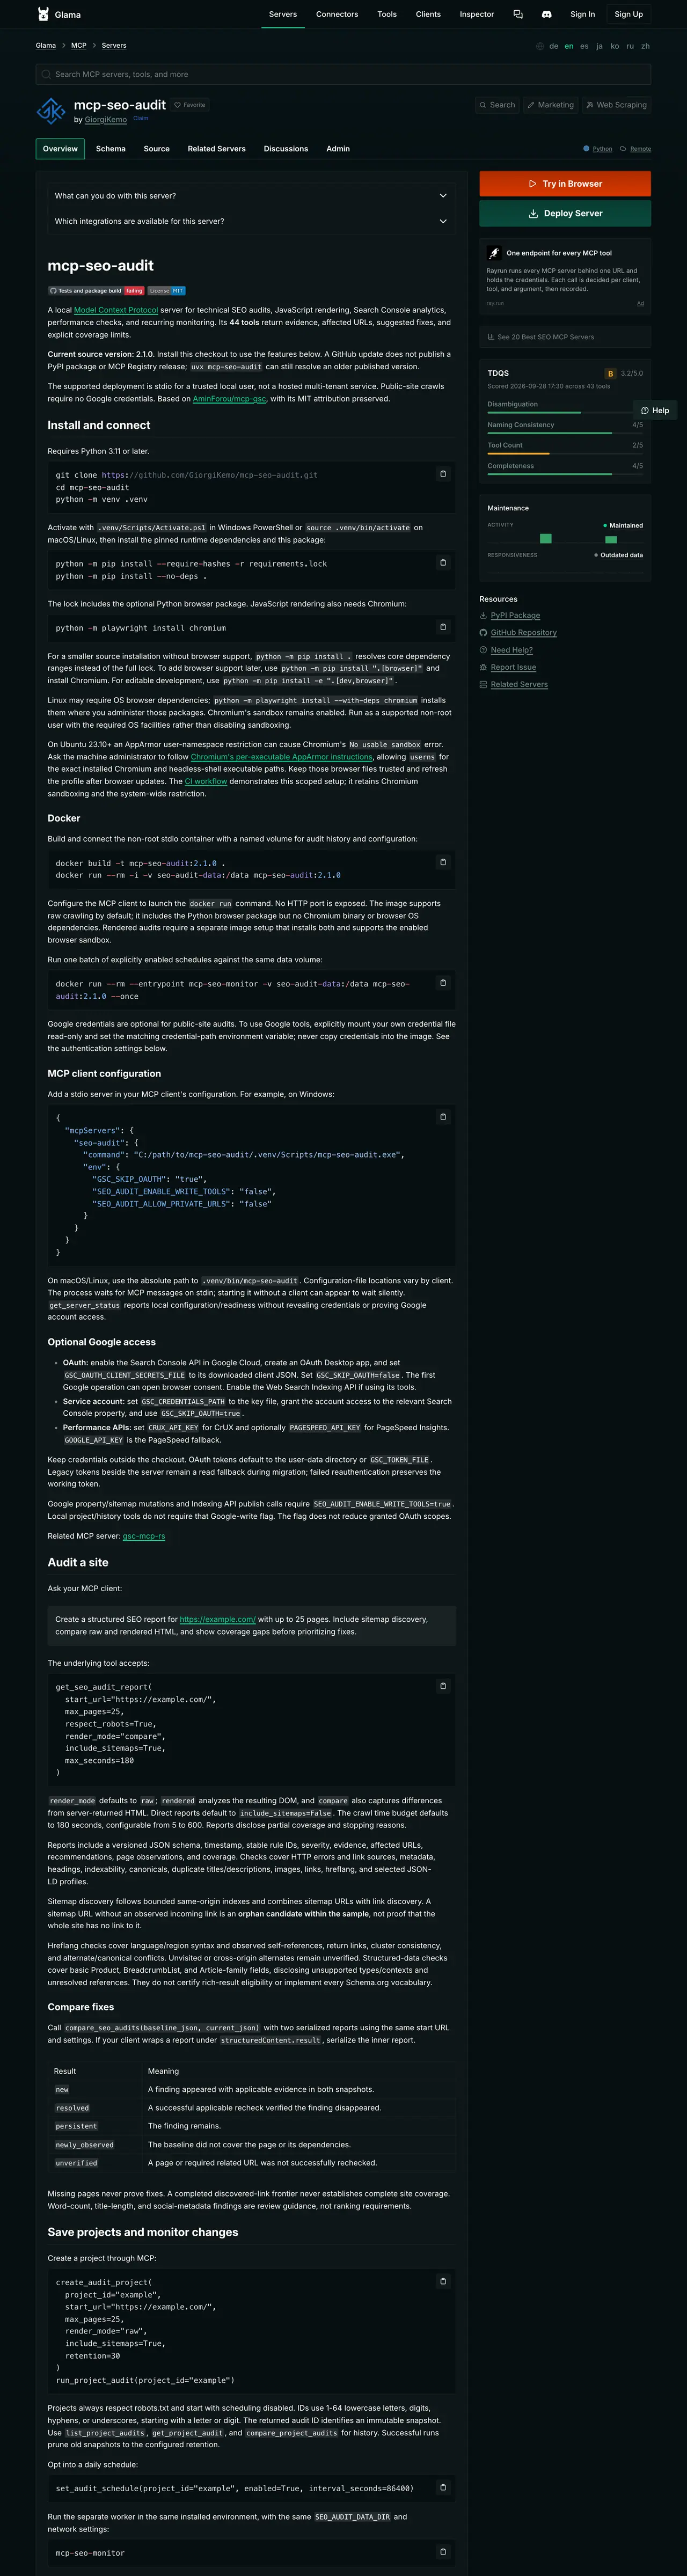 Glama
Servers Connectors Tools Clients Inspector Sign In Sign Up
Glama > MCP > Servers
de en es ja ko ru zh
Search MCP servers, tools, and more
mcp-seo-audit
Favorite
by GiorgiKemo Claim
Search Marketing Web Scraping
Overview Schema Source Related Servers Discussions Admin
Python Remote
What can you do with this server?
Which integrations are available for this server?
mcp-seo-audit
Tests and package build failing License MIT
A local Model Context Protocol server for technical SEO audits, JavaScript rendering, Search Console analytics,
performance checks, and recurring monitoring. Its 44 tools return evidence, affected URLs, suggested fixes, and
explicit coverage limits.
Current source version: 2.1.0. Install this checkout to use the features below. A GitHub update does not publish a
PyPI package or MCP Registry release; uvx mcp-seo-audit can still resolve an older published version.
The supported deployment is stdio for a trusted local user, not a hosted multi-tenant service. Public-site crawls
require no Google credentials. Based on AminForou/mcp-gsc, with its MIT attribution preserved.
Install and connect
Requires Python 3.11 or later.
git clone https://github.com/GiorgiKemo/mcp-seo-audit.git
cd mcp-seo-audit
python -m venv .venv
Activate with .venv/Scripts/Activate.ps1 in Windows PowerShell or source .venv/bin/activate on
macOS/Linux, then install the pinned runtime dependencies and this package:
python -m pip install --require-hashes -r requirements.lock
python -m pip install --no-deps .
The lock includes the optional Python browser package. JavaScript rendering also needs Chromium:
python -m playwright install chromium
For a smaller source installation without browser support, python -m pip install . resolves core dependency
ranges instead of the full lock. To add browser support later, use python -m pip install ".[browser]" and
install Chromium. For editable development, use python -m pip install -e ".[dev,browser]".
Linux may require OS browser dependencies; python -m playwright install --with-deps chromium installs
them where you administer those packages. Chromium's sandbox remains enabled. Run as a supported non-root
user with the required OS facilities rather than disabling sandboxing.
On Ubuntu 23.10+ an AppArmor user-namespace restriction can cause Chromium's No usable sandbox error.
Ask the machine administrator to follow Chromium's per-executable AppArmor instructions, allowing userns for
the exact installed Chromium and headless-shell executable paths. Keep those browser files trusted and refresh
the profile after browser updates. The CI workflow demonstrates this scoped setup; it retains Chromium
sandboxing and the system-wide restriction.
Docker
Build and connect the non-root stdio container with a named volume for audit history and configuration:
docker build -t mcp-seo-audit:2.1.0 .
docker run --rm -i -v seo-audit-data:/data mcp-seo-audit:2.1.0
Configure the MCP client to launch the docker run command. No HTTP port is exposed. The image supports
raw crawling by default; it includes the Python browser package but no Chromium binary or browser OS
dependencies. Rendered audits require a separate image setup that installs both and supports the enabled
browser sandbox.
Run one batch of explicitly enabled schedules against the same data volume:
docker run --rm --entrypoint mcp-seo-monitor -v seo-audit-data:/data mcp-seo-
audit:2.1.0 --once
Google credentials are optional for public-site audits. To use Google tools, explicitly mount your own credential file
read-only and set the matching credential-path environment variable; never copy credentials into the image. See
the authentication settings below.
MCP client configuration
Add a stdio server in your MCP client's configuration. For example, on Windows:
{
"mcpServers": {
"seo-audit": {
"command": "C:/path/to/mcp-seo-audit/.venv/Scripts/mcp-seo-audit.exe",
"env": {
"GSC_SKIP_OAUTH": "true",
"SEO_AUDIT_ENABLE_WRITE_TOOLS": "false",
"SEO_AUDIT_ALLOW_PRIVATE_URLS": "false"
}
}
}
}
On macOS/Linux, use the absolute path to .venv/bin/mcp-seo-audit. Configuration-file locations vary by client.
The process waits for MCP messages on stdin; starting it without a client can appear to wait silently.
get_server_status reports local configuration/readiness without revealing credentials or proving Google
account access.
Optional Google access
• OAuth: enable the Search Console API in Google Cloud, create an OAuth Desktop app, and set
GSC_OAUTH_CLIENT_SECRETS_FILE to its downloaded client JSON. Set GSC_SKIP_OAUTH=false. The first
Google operation can open browser consent. Enable the Web Search Indexing API if using its tools.
• Service account: set GSC_CREDENTIALS_PATH to the key file, grant the account access to the relevant Search
Console property, and use GSC_SKIP_OAUTH=true.
• Performance APIs: set CRUX_API_KEY for CrUX and optionally PAGESPEED_API_KEY for PageSpeed Insights.
GOOGLE_API_KEY is the PageSpeed fallback.
Keep credentials outside the checkout. OAuth tokens default to the user-data directory or GSC_TOKEN_FILE.
Legacy tokens beside the server remain a read fallback during migration; failed reauthentication preserves the
working token.
Google property/sitemap mutations and Indexing API publish calls require SEO_AUDIT_ENABLE_WRITE_TOOLS=true.
Local project/history tools do not require that Google-write flag. The flag does not reduce granted OAuth scopes.
Related MCP server: gsc-mcp-rs
Audit a site
Ask your MCP client:
Create a structured SEO report for https://example.com/ with up to 25 pages. Include sitemap discovery,
compare raw and rendered HTML, and show coverage gaps before prioritizing fixes.
The underlying tool accepts:
get_seo_audit_report(
start_url="https://example.com/",
max_pages=25,
respect_robots=True,
render_mode="compare",
include_sitemaps=True,
max_seconds=180
)
render_mode defaults to raw; rendered analyzes the resulting DOM, and compare also captures differences
from server-returned HTML. Direct reports default to include_sitemaps=False. The crawl time budget defaults
to 180 seconds, configurable from 5 to 600. Reports disclose partial coverage and stopping reasons.
Reports include a versioned JSON schema, timestamp, stable rule IDs, severity, evidence, affected URLs,
recommendations, page observations, and coverage. Checks cover HTTP errors and link sources, metadata,
headings, indexability, canonicals, duplicate titles/descriptions, images, links, hreflang, and selected JSON-
LD profiles.
Sitemap discovery follows bounded same-origin indexes and combines sitemap URLs with link discovery. A
sitemap URL without an observed incoming link is an orphan candidate within the sample, not proof that the
whole site has no link to it.
Hreflang checks cover language/region syntax and observed self-references, return links, cluster consistency,
and alternate/canonical conflicts. Unvisited or cross-origin alternates remain unverified. Structured-data checks
cover basic Product, BreadcrumbList, and Article-family fields, disclosing unsupported types/contexts and
unresolved references. They do not certify rich-result eligibility or implement every Schema.org vocabulary.
Compare fixes
Call compare_seo_audits(baseline_json, current_json) with two serialized reports using the same start URL
and settings. If your client wraps a report under structuredContent.result, serialize the inner report.
Result Meaning
new A finding appeared with applicable evidence in both snapshots.
resolved A successful applicable recheck verified the finding disappeared.
persistent The finding remains.
newly_observed The baseline did not cover the page or its dependencies.
unverified A page or required related URL was not successfully rechecked.
Missing pages never prove fixes. A completed discovered-link frontier never establishes complete site coverage.
Word-count, title-length, and social-metadata findings are review guidance, not ranking requirements.
Save projects and monitor changes
Create a project through MCP:
create_audit_project(
project_id="example",
start_url="https://example.com/",
max_pages=25,
render_mode="raw",
include_sitemaps=True,
retention=30
)
run_project_audit(project_id="example")
Projects always respect robots.txt and start with scheduling disabled. IDs use 1-64 lowercase letters, digits,
hyphens, or underscores, starting with a letter or digit. The returned audit ID identifies an immutable snapshot.
Use list_project_audits, get_project_audit, and compare_project_audits for history. Successful runs
prune old snapshots to the configured retention.
Opt into a daily schedule:
set_audit_schedule(project_id="example", enabled=True, interval_seconds=86400)
Run the separate worker in the same installed environment, with the same SEO_AUDIT_DATA_DIR and
network settings:
mcp-seo-monitor
Try in Browser
Deploy Server
One endpoint for every MCP tool
Rayrun runs every MCP server behind one URL and
holds the credentials. Each call is decided per client,
tool, and argument, then recorded.
ray.run Ad
See 20 Best SEO MCP Servers
TDQS B 3.2/5.0
Scored 2026-09-28 17:30 across 43 tools
Disambiguation
Help
Naming Consistency 4/5
Tool Count 2/5
Completeness 4/5
Maintenance
ACTIVITY Maintained
RESPONSIVENESS Outdated data
Resources
PyPI Package
GitHub Repository
Need Help?
Report Issue
Related Servers